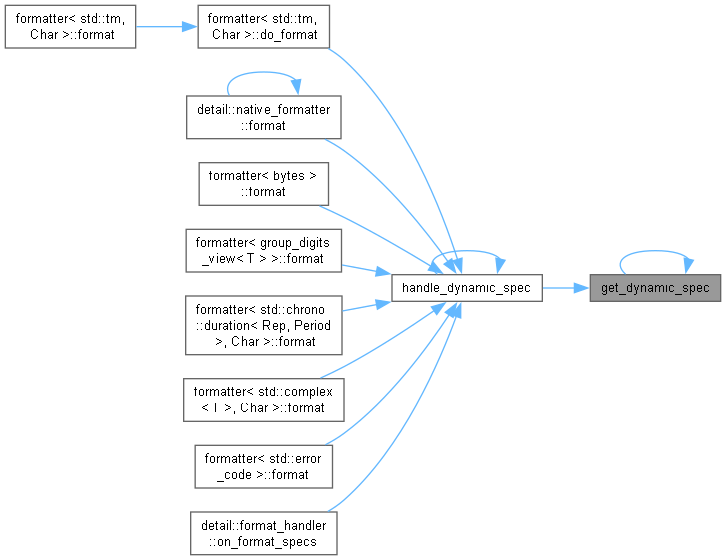 formatter< std::tm,
Char >::format
formatter< std::tm,
Char >::do_format
detail::native_formatter
::format
formatter< bytes >
::format
formatter< group_digits
_view< T > >::format
handle_dynamic_spec
get_dynamic_spec
formatter< std::chrono
::duration< Rep, Period
>, Char >::format
formatter< std::complex
< T >, Char >::format
formatter< std::error
_code >::format
detail::format_handler
::on_format_specs